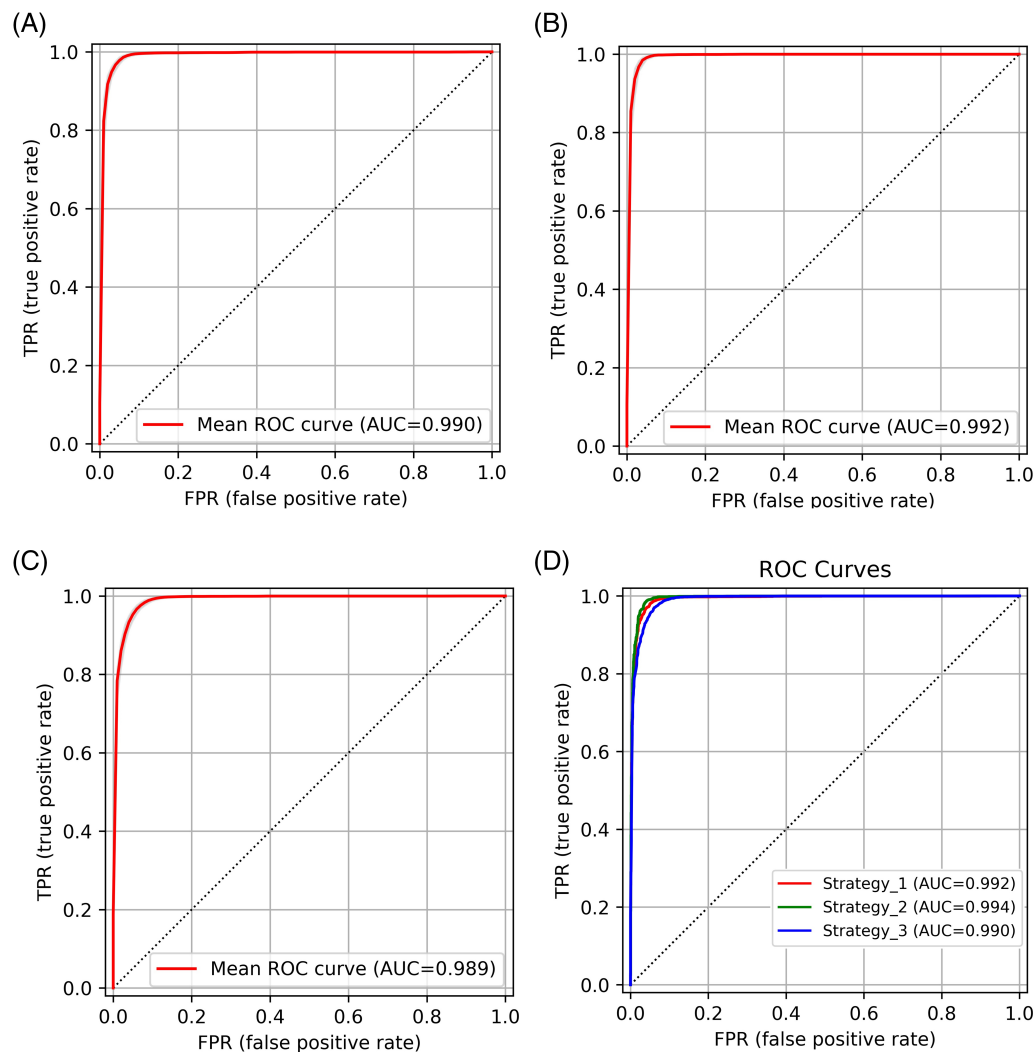 (A)
1.0
0.8
0.6
0.4
0.2
0.0
TPR (true positive rate)
Mean ROC curve (AUC=0.990)
0.0 0.2 0.4 0.6 0.8 1.0
FPR (false positive rate)
(B)
1.0
0.8
0.6
0.4
0.2
0.0
TPR (true positive rate)
Mean ROC curve (AUC=0.992)
0.0 0.2 0.4 0.6 0.8 1.0
FPR (false positive rate)
(C)
1.0
0.8
0.6
0.4
0.2
0.0
TPR (true positive rate)
Mean ROC curve (AUC=0.989)
0.0 0.2 0.4 0.6 0.8 1.0
FPR (false positive rate)
(D)
ROC Curves
1.0
0.8
0.6
0.4
0.2
0.0
TPR (true positive rate)
Strategy_1 (AUC=0.992)
Strategy_2 (AUC=0.994)
Strategy_3 (AUC=0.990)
0.0 0.2 0.4 0.6 0.8 1.0
FPR (false positive rate)